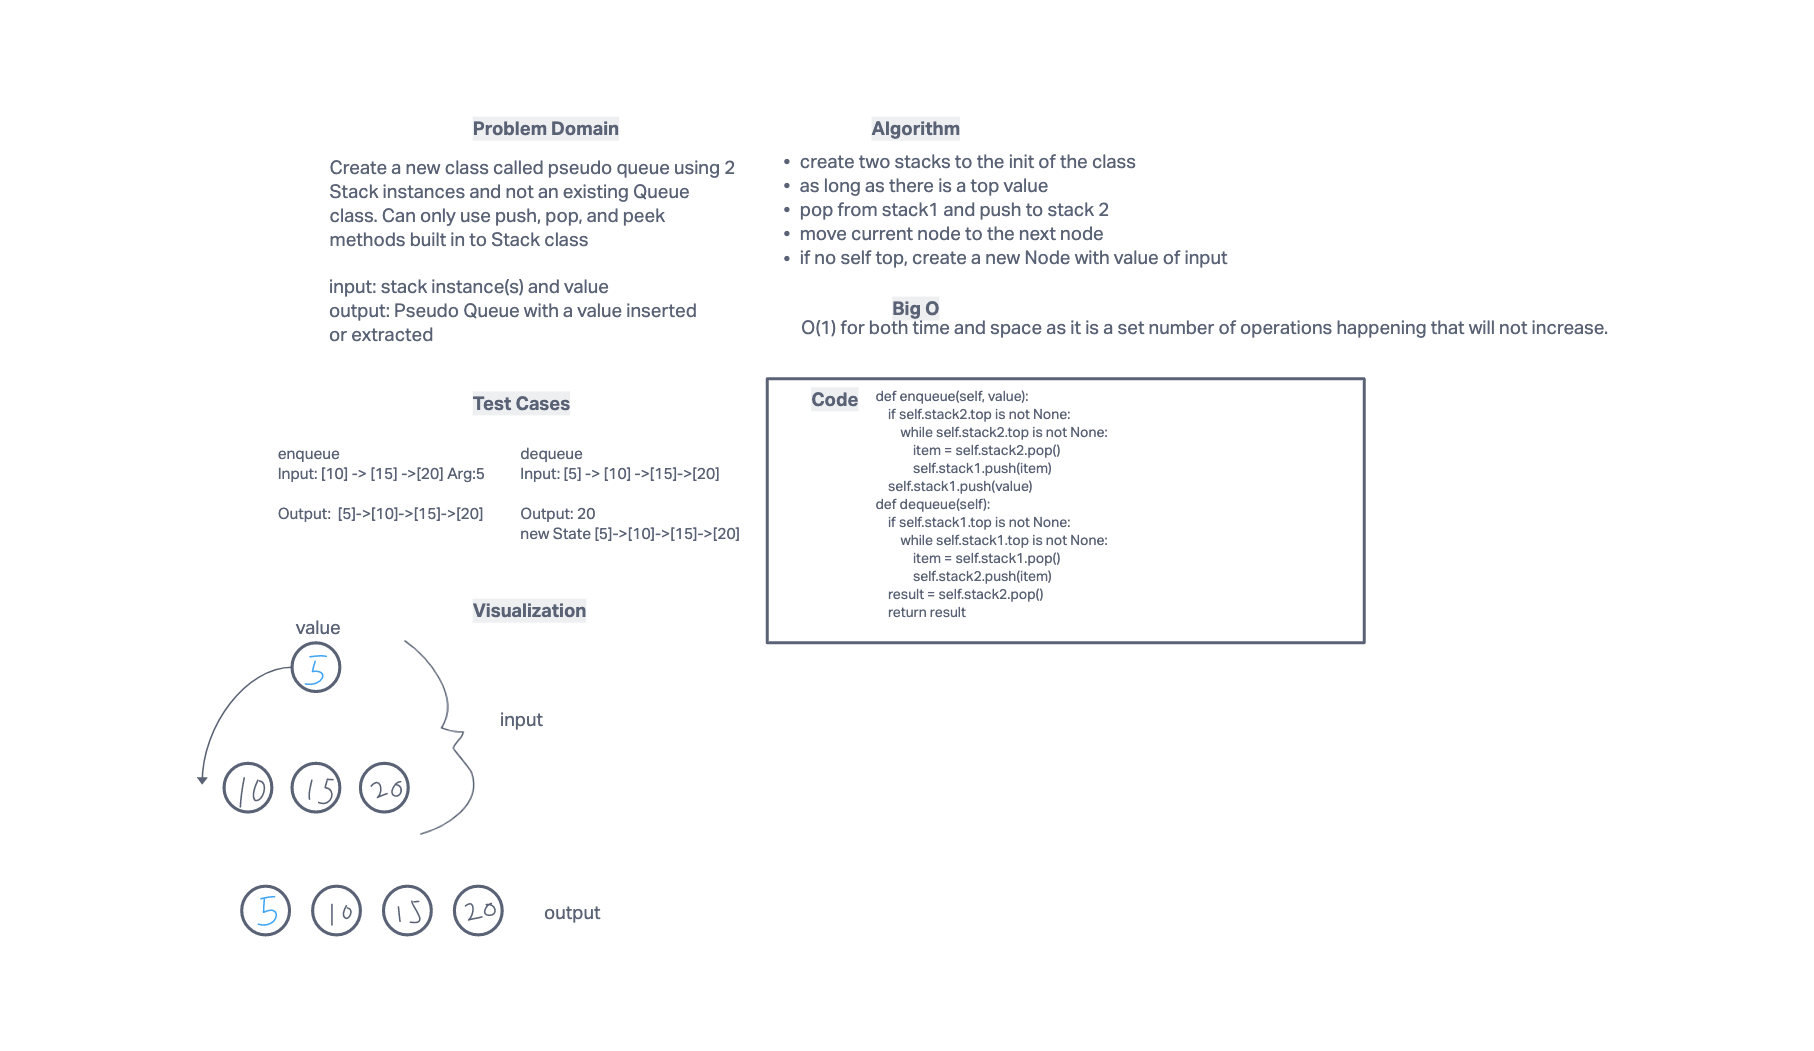 Problem Domain
Create a new class called pseudo queue using 2
Stack instances and not an existing Queue
class. Can only use push, pop, and peek
methods built in to Stack class
input: stack instance(s) and value
output: Pseudo Queue with a value inserted
or extracted
Algorithm
• create two stacks to the init of the class
• as long as there is a top value
• pop from stack1 and push to stack 2
• move current node to the next node
• if no self top, create a new Node with value of input
Big O
O(1) for both time and space as it is a set number of operations happening that will not increase.
Test Cases
enqueue
Input: [10] -> [15] ->[20] Arg:5
Output: [5]->[10]->[15]->[20]
dequeue
Input: [5] -> [10] ->[15]->[20]
Output: 20
new State [5]->[10]->[15]->[20]
Code
def enqueue(self, value):
if self.stack2.top is not None:
while self.stack2.top is not None:
item = self.stack2.pop()
self.stack1.push(item)
self.stack1.push(value)
def dequeue(self):
if self.stack1.top is not None:
while self.stack1.top is not None:
item = self.stack1.pop()
self.stack2.push(item)
result = self.stack2.pop()
return result
Visualization
value
5
input
10 15 20
5 10 15 20 output